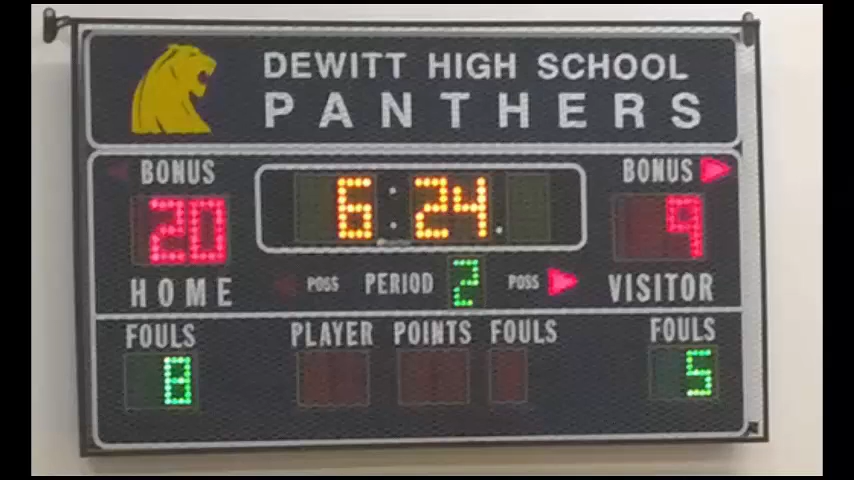 DEWITT HIGH SCHOOL
PANTHERS
BONUS 6:24 BONUS
20 9
HOME POSS PERIOD 2 POSS VISITOR
FOULS PLAYER POINTS FOULS FOULS
8 5